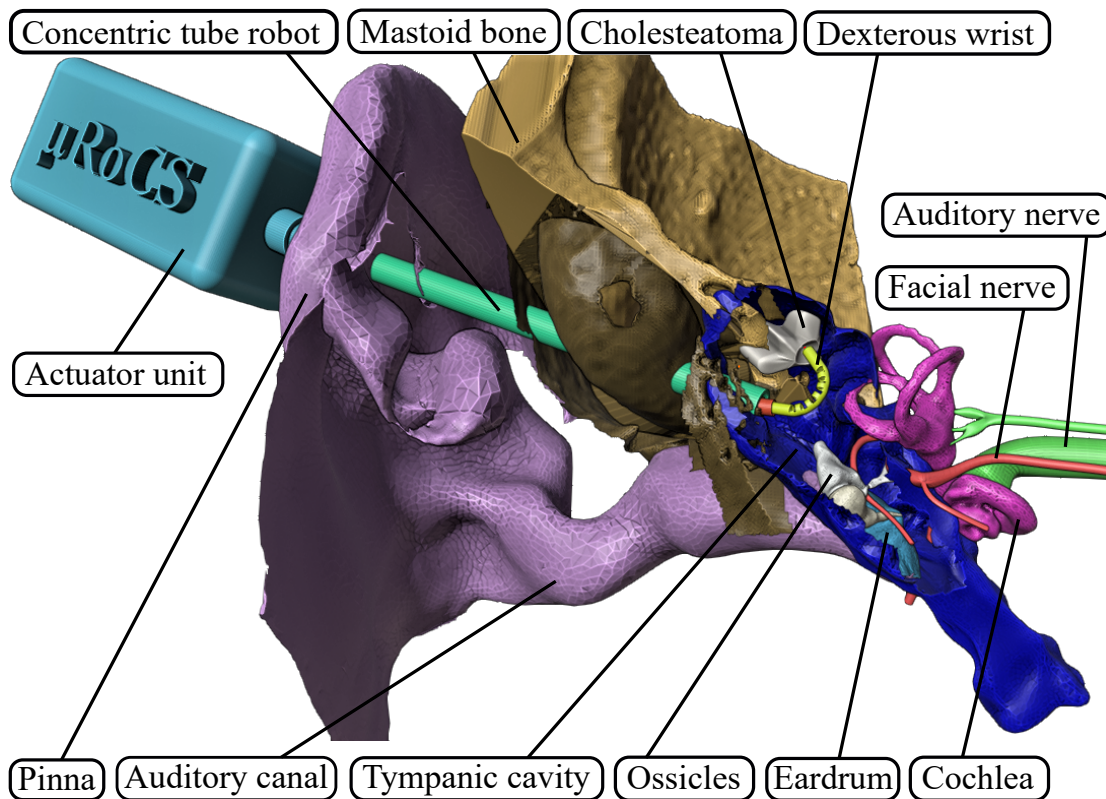 Concentric tube robot
Mastoid bone
Cholesteatoma
Dexterous wrist
µRoCS
Auditory nerve
Facial nerve
Actuator unit
Pinna
Auditory canal
Tympanic cavity
Ossicles
Eardrum
Cochlea